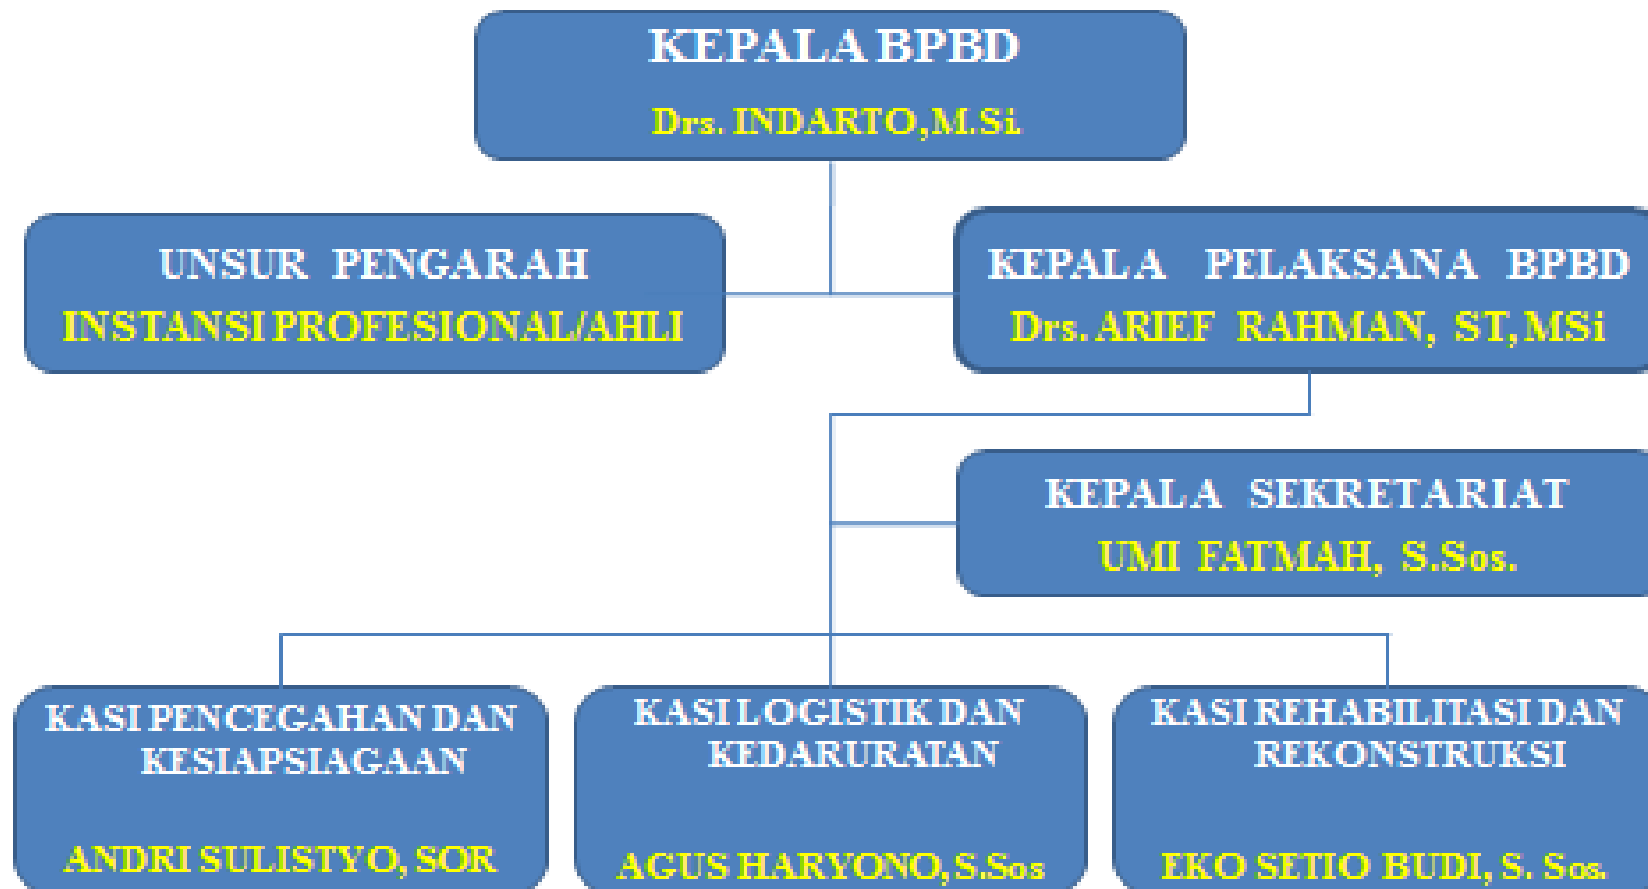 KEPALA BPBD
Drs. INDARTO, M.Si.
UNSUR PENGARAH
INSTANSI PROFESIONAL/AHLI
KEPALA PELAKSANA BPBD
Drs. ARIEF RAHMAN, ST, MSi
KEPALA SEKRETARIAT
UMI FATMAH, S.Sos.
KASI PENCEGAHAN DAN
KESIAPSIAGAAN
ANDRI SULISTYO, SOR
KASI LOGISTIK DAN
KEDARURATAN
AGUS HARYONO, S.Sos
KASI REHABILITASI DAN
REKONSTRUKSI
EKO SETIO BUDI, S. Sos.